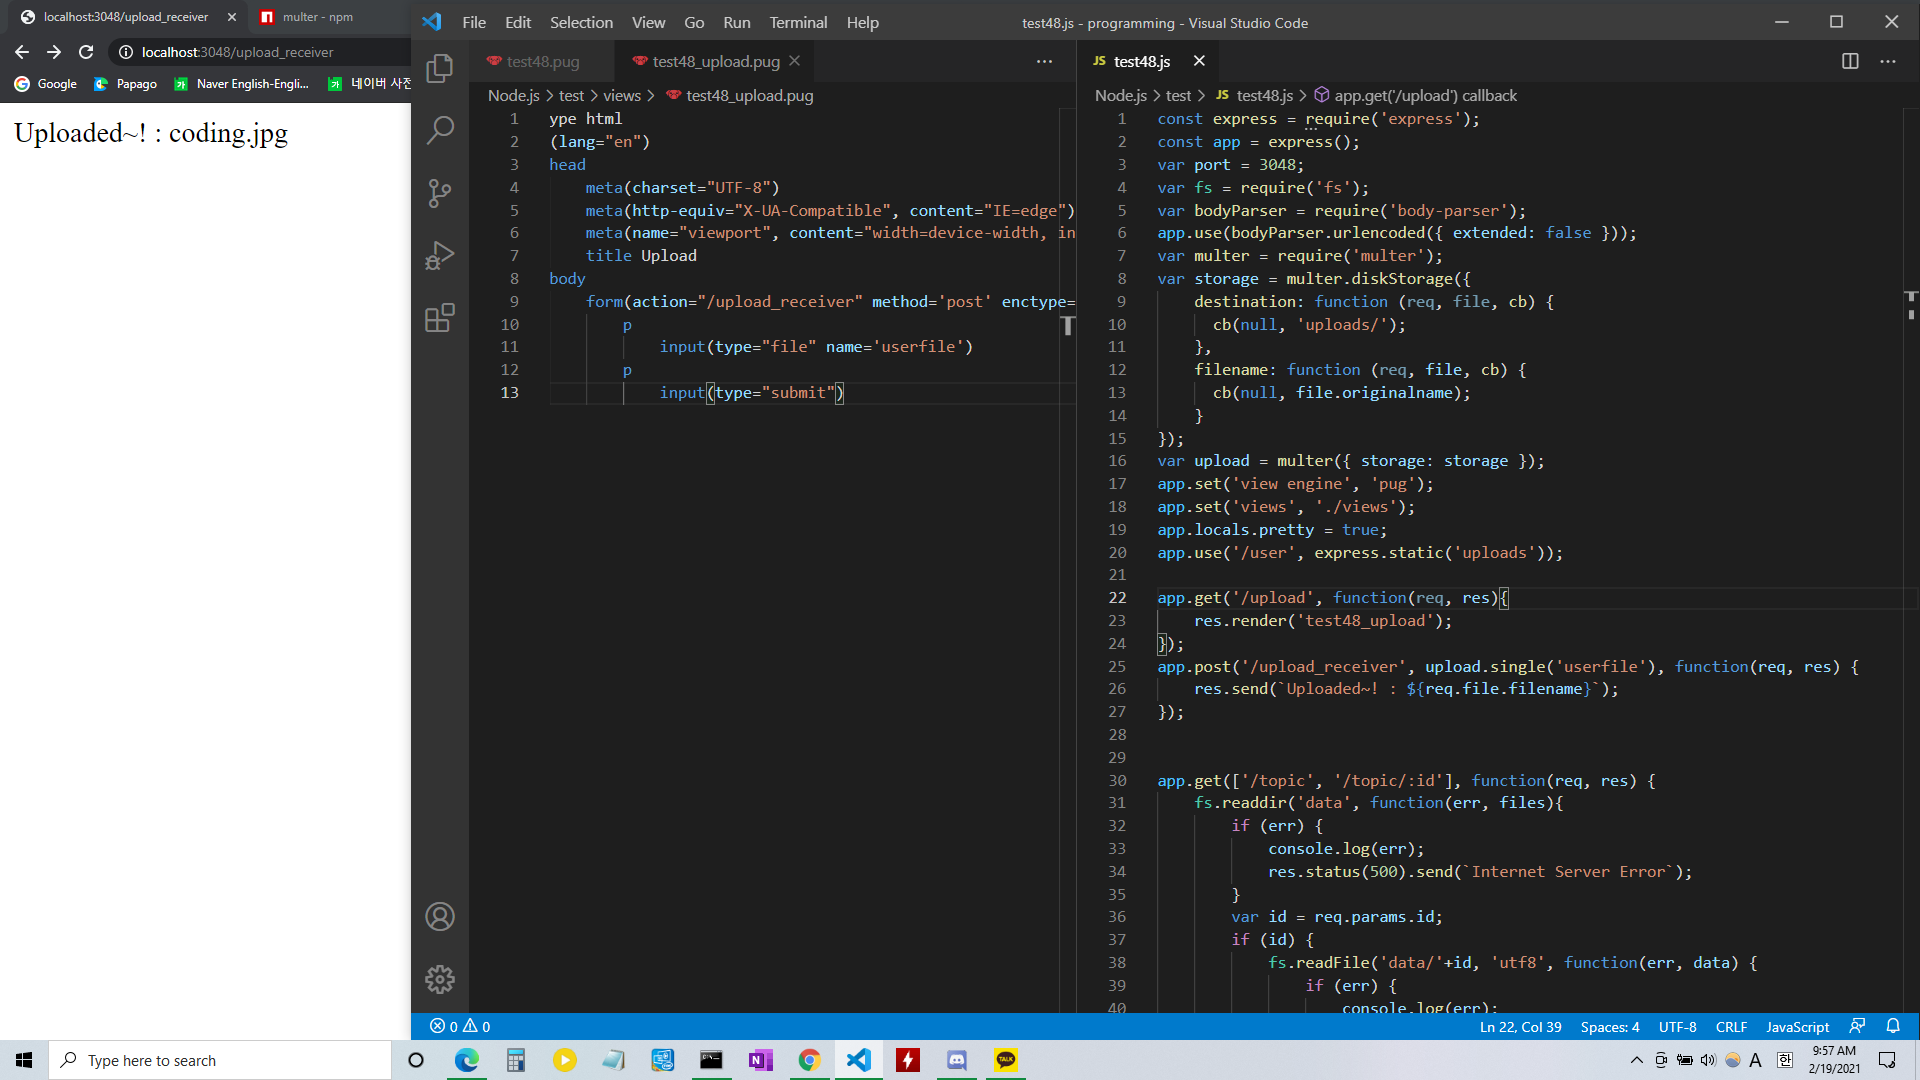 localhost:3048/upload_receiver
multer - npm
localhost:3048/upload_receiver
Google
Papago
Naver English-Engli...
네이버 사전
Uploaded~! : coding.jpg
File Edit Selection View Go Run Terminal Help
test48.js - programming - Visual Studio Code
test48.pug
test48_upload.pug
Node.js > test > views > test48_upload.pug
1 ype html
2 (lang="en")
3 head
4 meta(charset="UTF-8")
5 meta(http-equiv="X-UA-Compatible", content="IE=edge")
6 meta(name="viewport", content="width=device-width, in
7 title Upload
8 body
9 form(action="/upload_receiver" method='post' enctype=
10 p
11 input(type="file" name='userfile')
12 p
13 input(type="submit")
JS test48.js
Node.js > test > JS test48.js > app.get('/upload') callback
1 const express = require('express');
2 const app = express();
3 var port = 3048;
4 var fs = require('fs');
5 var bodyParser = require('body-parser');
6 app.use(bodyParser.urlencoded({ extended: false }));
7 var multer = require('multer');
8 var storage = multer.diskStorage({
9 destination: function (req, file, cb) {
10 cb(null, 'uploads/');
11 },
12 filename: function (req, file, cb) {
13 cb(null, file.originalname);
14 }
15 });
16 var upload = multer({ storage: storage });
17 app.set('view engine', 'pug');
18 app.set('views', './views');
19 app.locals.pretty = true;
20 app.use('/user', express.static('uploads'));
21
22 app.get('/upload', function(req, res){
23 res.render('test48_upload');
24 });
25 app.post('/upload_receiver', upload.single('userfile'), function(req, res) {
26 res.send(`Uploaded~! : ${req.file.filename}`);
27 });
28
29
30 app.get(['/topic', '/topic/:id'], function(req, res) {
31 fs.readdir('data', function(err, files){
32 if (err) {
33 console.log(err);
34 res.status(500).send(`Internet Server Error`);
35 }
36 var id = req.params.id;
37 if (id) {
38 fs.readFile('data/'+id, 'utf8', function(err, data) {
39 if (err) {
40 console.log(err);
0 0
Ln 22, Col 39 Spaces: 4 UTF-8 CRLF JavaScript
Type here to search
TALK
A
한
9:57 AM
2/19/2021